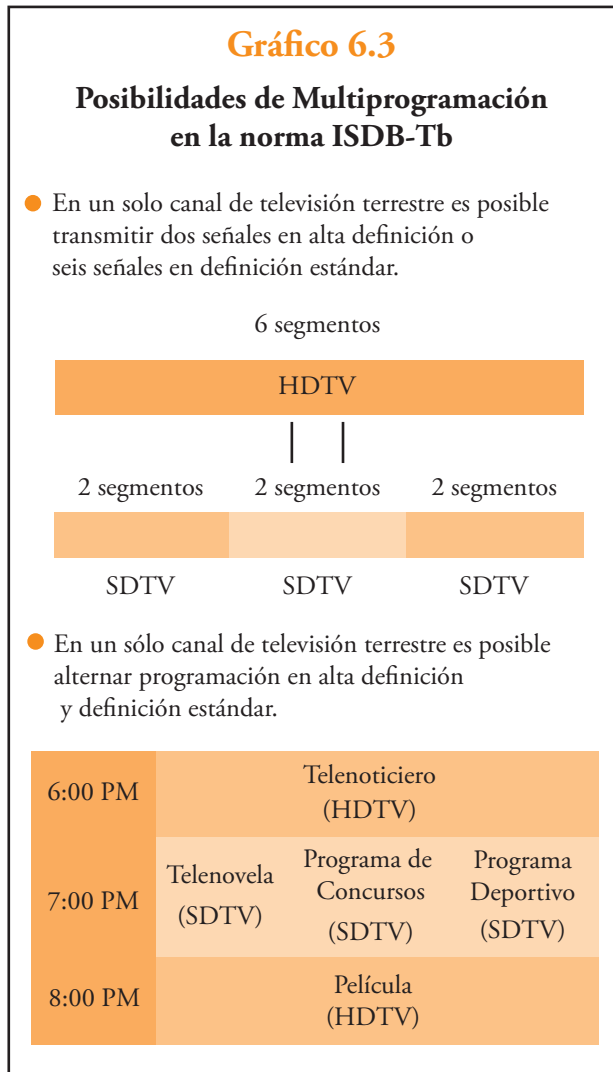 Gráfico 6.3
Posibilidades de Multiprogramación
en la norma ISDB-Tb
En un solo canal de televisión terrestre es posible
transmitir dos señales en alta definición o
seis señales en definición estándar.
6 segmentos
HDTV
2 segmentos 2 segmentos 2 segmentos
SDTV SDTV SDTV
En un sólo canal de televisión terrestre es posible
alternar programación en alta definición
y definición estándar.
6:00 PM
Telenoticiero
(HDTV)
7:00 PM
Telenovela
(SDTV)
Programa de
Concursos
(SDTV)
Programa
Deportivo
(SDTV)
8:00 PM
Película
(HDTV)